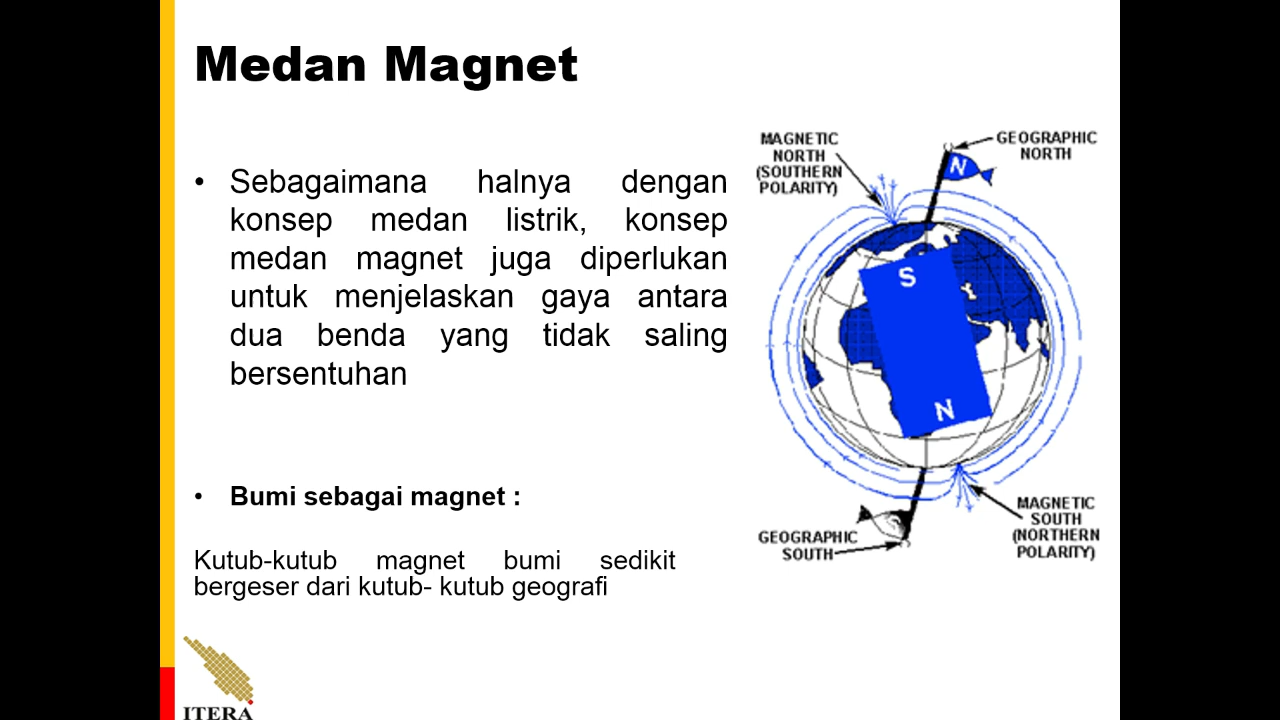 Medan Magnet
• Sebagaimana halnya dengan
konsep medan listrik, konsep
medan magnet juga diperlukan
untuk menjelaskan gaya antara
dua benda yang tidak saling
bersentuhan
• Bumi sebagai magnet :
Kutub-kutub magnet bumi sedikit
bergeser dari kutub- kutub geografi
MAGNETIC
NORTH
(SOUTHERN
POLARITY)
GEOGRAPHIC
NORTH
N
S
N
GEOGRAPHIC
SOUTH
MAGNETIC
SOUTH
(NORTHERN
POLARITY)
ITERA